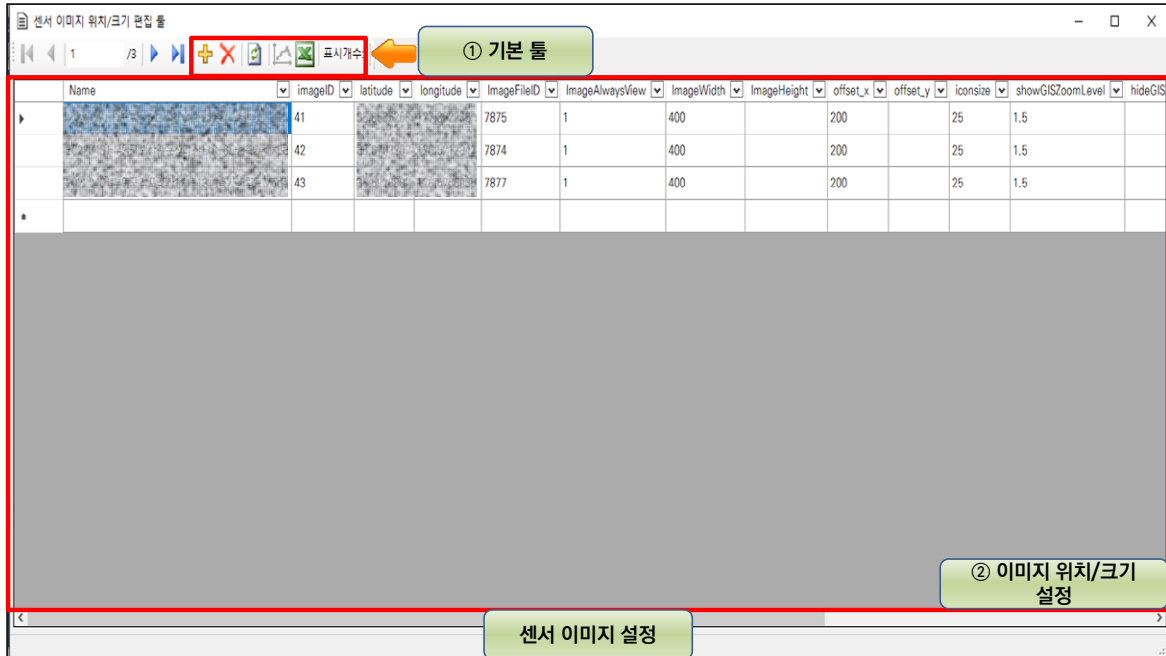 센서 이미지 위치/크기 편집 툴
1 /3 표시개수:
① 기본 툴
Name imageID latitude longitude ImageFileID ImageAlwaysView ImageWidth ImageHeight offset_x offset_y iconsize showGISZoomLevel hideGIS
41 7875 1 400 200 25 1.5
42 7874 1 400 200 25 1.5
43 7877 1 400 200 25 1.5
② 이미지 위치/크기
설정
센서 이미지 설정